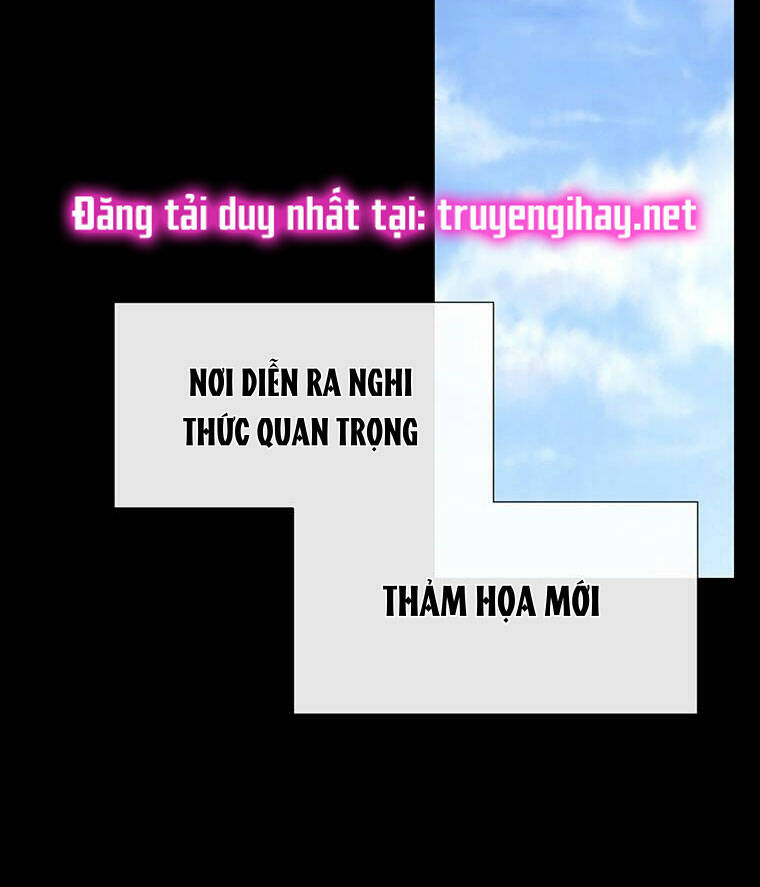 Đăng tải duy nhất tại: truyengihay.net
NƠI DIỄN RA NGHI
THỨC QUAN TRỌNG
THẢM HỌA MỚI